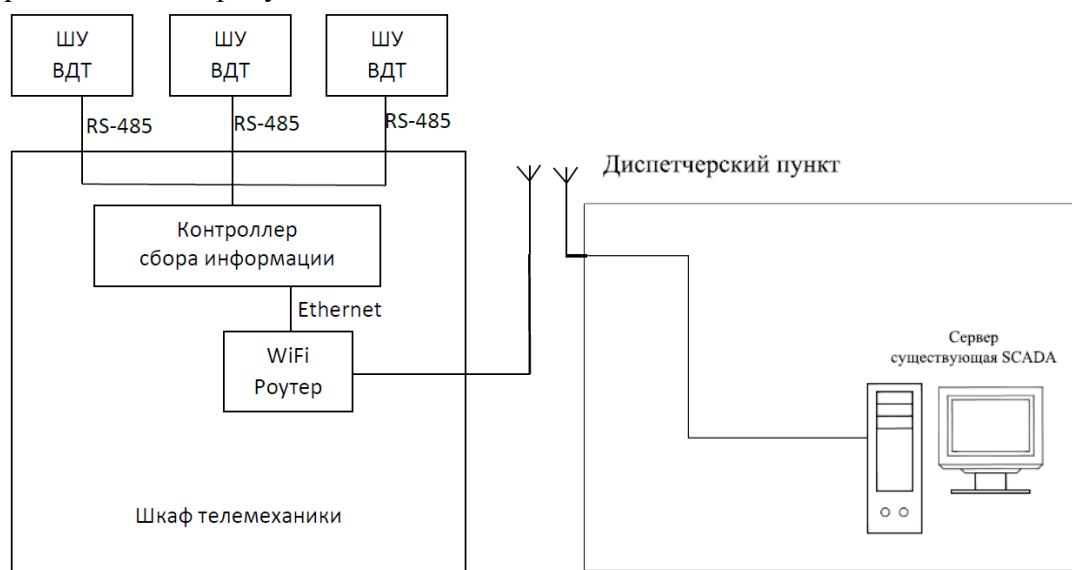 ШУ
ВДТ
ШУ
ВДТ
ШУ
ВДТ
RS-485
RS-485
RS-485
Диспетчерский пункт
Контроллер
сбора информации
Ethernet
WiFi
Роутер
Сервер
существующая SCADA
Шкаф телемеханики